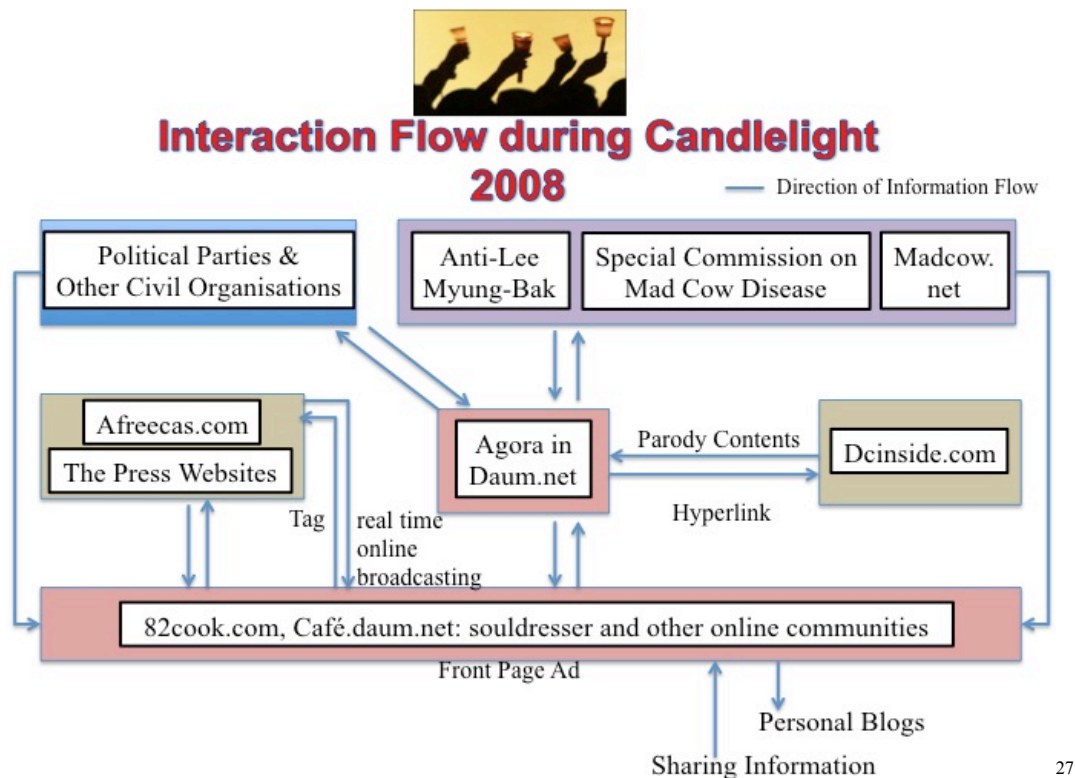 Interaction Flow during Candlelight
2008
Direction of Information Flow
Political Parties &
Other Civil Organisations
Anti-Lee
Myung-Bak
Special Commission on
Mad Cow Disease
Madcow.
net
Afreecas.com
The Press Websites
Agora in
Daum.net
Parody Contents
Hyperlink
Dcinside.com
Tag
real time
online
broadcasting
82cook.com, Café.daum.net: souldresser and other online communities
Front Page Ad
Personal Blogs
Sharing Information
27